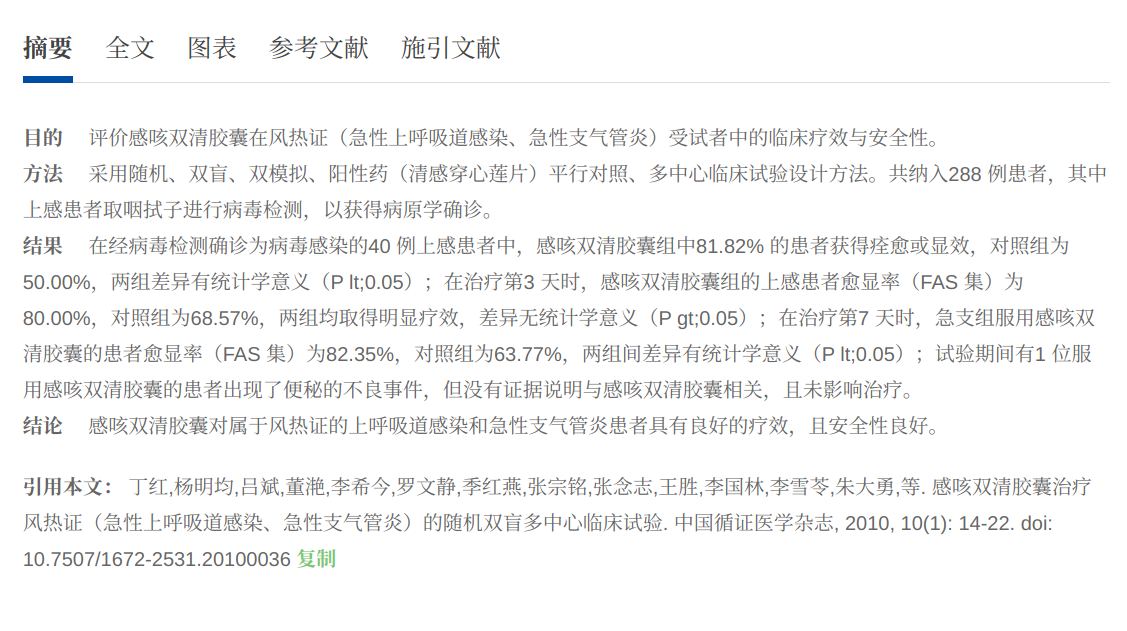 摘要 全文 图表 参考文献 施引文献
目的 评价感咳双清胶囊在风热证（急性上呼吸道感染、急性支气管炎）受试者中的临床疗效与安全性。
方法 采用随机、双盲、双模拟、阳性药（清感穿心莲片）平行对照、多中心临床试验设计方法。共纳入288 例患者，其中
上感患者取咽拭子进行病毒检测，以获得病原学确诊。
结果 在经病毒检测确诊为病毒感染的40 例上感患者中，感咳双清胶囊组中81.82% 的患者获得痊愈或显效，对照组为
50.00%，两组差异有统计学意义（P lt;0.05）；在治疗第3 天时，感咳双清胶囊组的上感患者愈显率（FAS 集）为
80.00%，对照组为68.57%，两组均取得明显疗效，差异无统计学意义（P gt;0.05）；在治疗第7 天时，急支组服用感咳双
清胶囊的患者愈显率（FAS 集）为82.35%，对照组为63.77%，两组间差异有统计学意义（P lt;0.05）；试验期间有1 位服
用感咳双清胶囊的患者出现了便秘的不良事件，但没有证据说明与感咳双清胶囊相关，且未影响治疗。
结论 感咳双清胶囊对属于风热证的上呼吸道感染和急性支气管炎患者具有良好的疗效，且安全性良好。
引用本文： 丁红,杨明均,吕斌,董滟,李希今,罗文静,季红燕,张宗铭,张念志,王胜,李国林,李雪苓,朱大勇,等. 感咳双清胶囊治疗
风热证（急性上呼吸道感染、急性支气管炎）的随机双盲多中心临床试验. 中国循证医学杂志, 2010, 10(1): 14-22. doi:
10.7507/1672-2531.20100036 复制